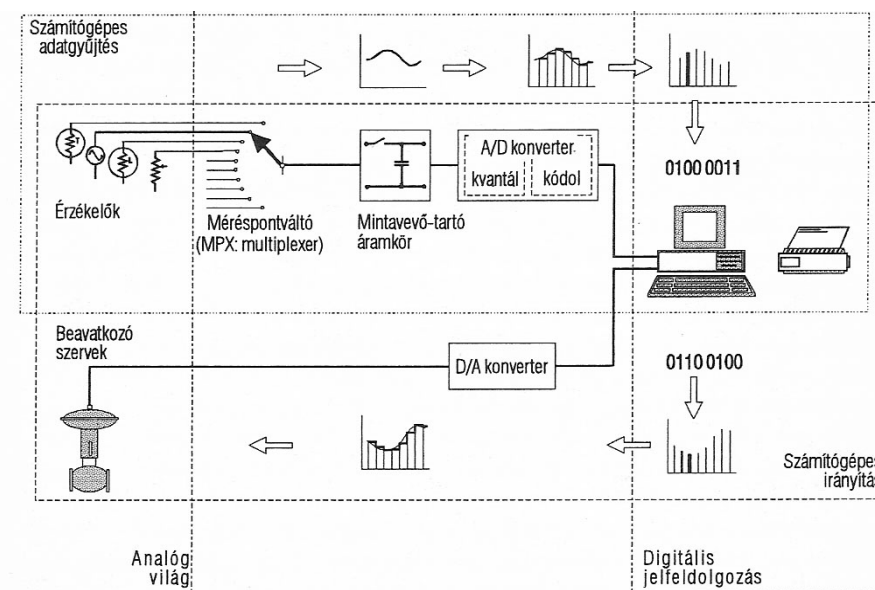 Számítógépes
adatgyűjtés
A/D konverter
kvantál
kódol
0100 0011
Érzékelők
Méréspontváltó
(MPX: multiplexer)
Mintavevő-tartó
áramkör
Beavatkozó
szervek
D/A konverter
0110 0100
Számítógépes
irányítás
Analóg
világ
Digitális
jelfeldolgozás